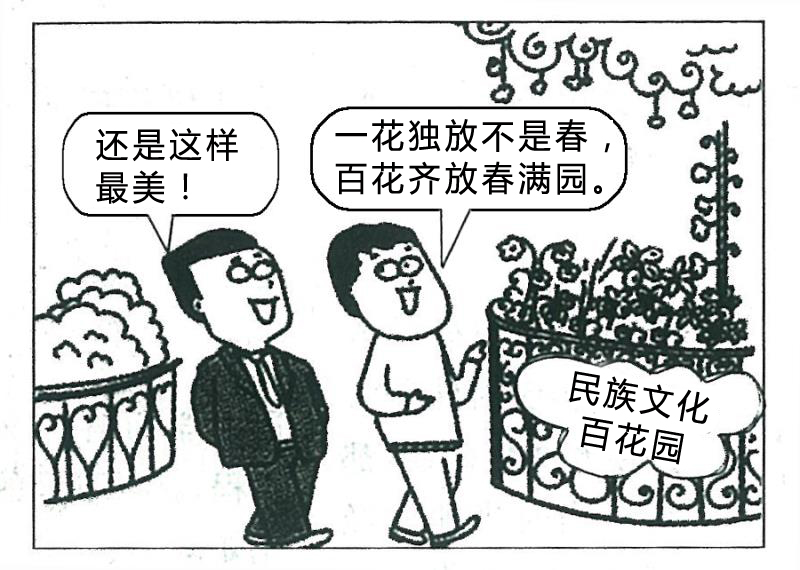 还是这样
最美！
一花独放不是春，
百花齐放春满园。
民族文化
百花园